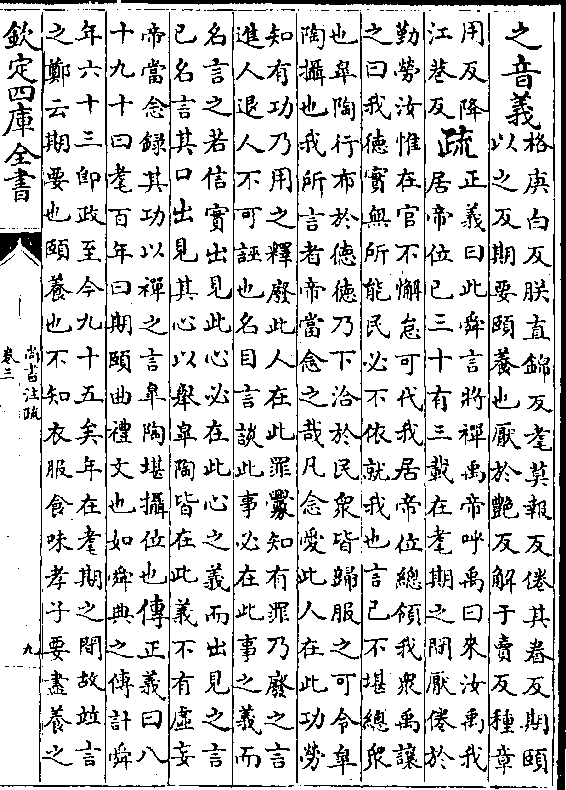 之音義格庚白反朕直錦反耄莫報反倦其眷反期頤
以之反期要頤養也厭於艷反解于賣反種章
用反降
江巷反
疏正義曰此舜言將禪禹帝呼禹曰來汝禹我
居帝位已三十有三載在耄期之閒厭倦於
勤勞汝惟在官不懈怠可代我居帝位總領我衆禹讓
之曰我德實無所能民必不依就我也言己不堪總衆
也臯陶行布於德德乃下洽於民衆皆歸服之可令臯
陶攝也我所言者帝當念之哉凡念愛此人在此功勞
知有功乃用之釋廢此人在此罪釁知有罪乃廢之言
進人退人不可誣也名目言談此事必在此事之義而
名言之若信實出見此心必在此心之義而出見之言
已名言其口出見其心以舉臯陶皆在此義不有虛妄
帝當念録其功以禪之言臯陶堪攝位也傳正義曰八
十九十曰耄百年曰期頤曲禮文也如舜典之傳計舜
年六十三即政至今九十五矣年在耄期之閒故竝言
之鄭云期要也頤養也不知衣服食味孝子要盡養之
欽定四庫全書
尚書注疏
卷三
九